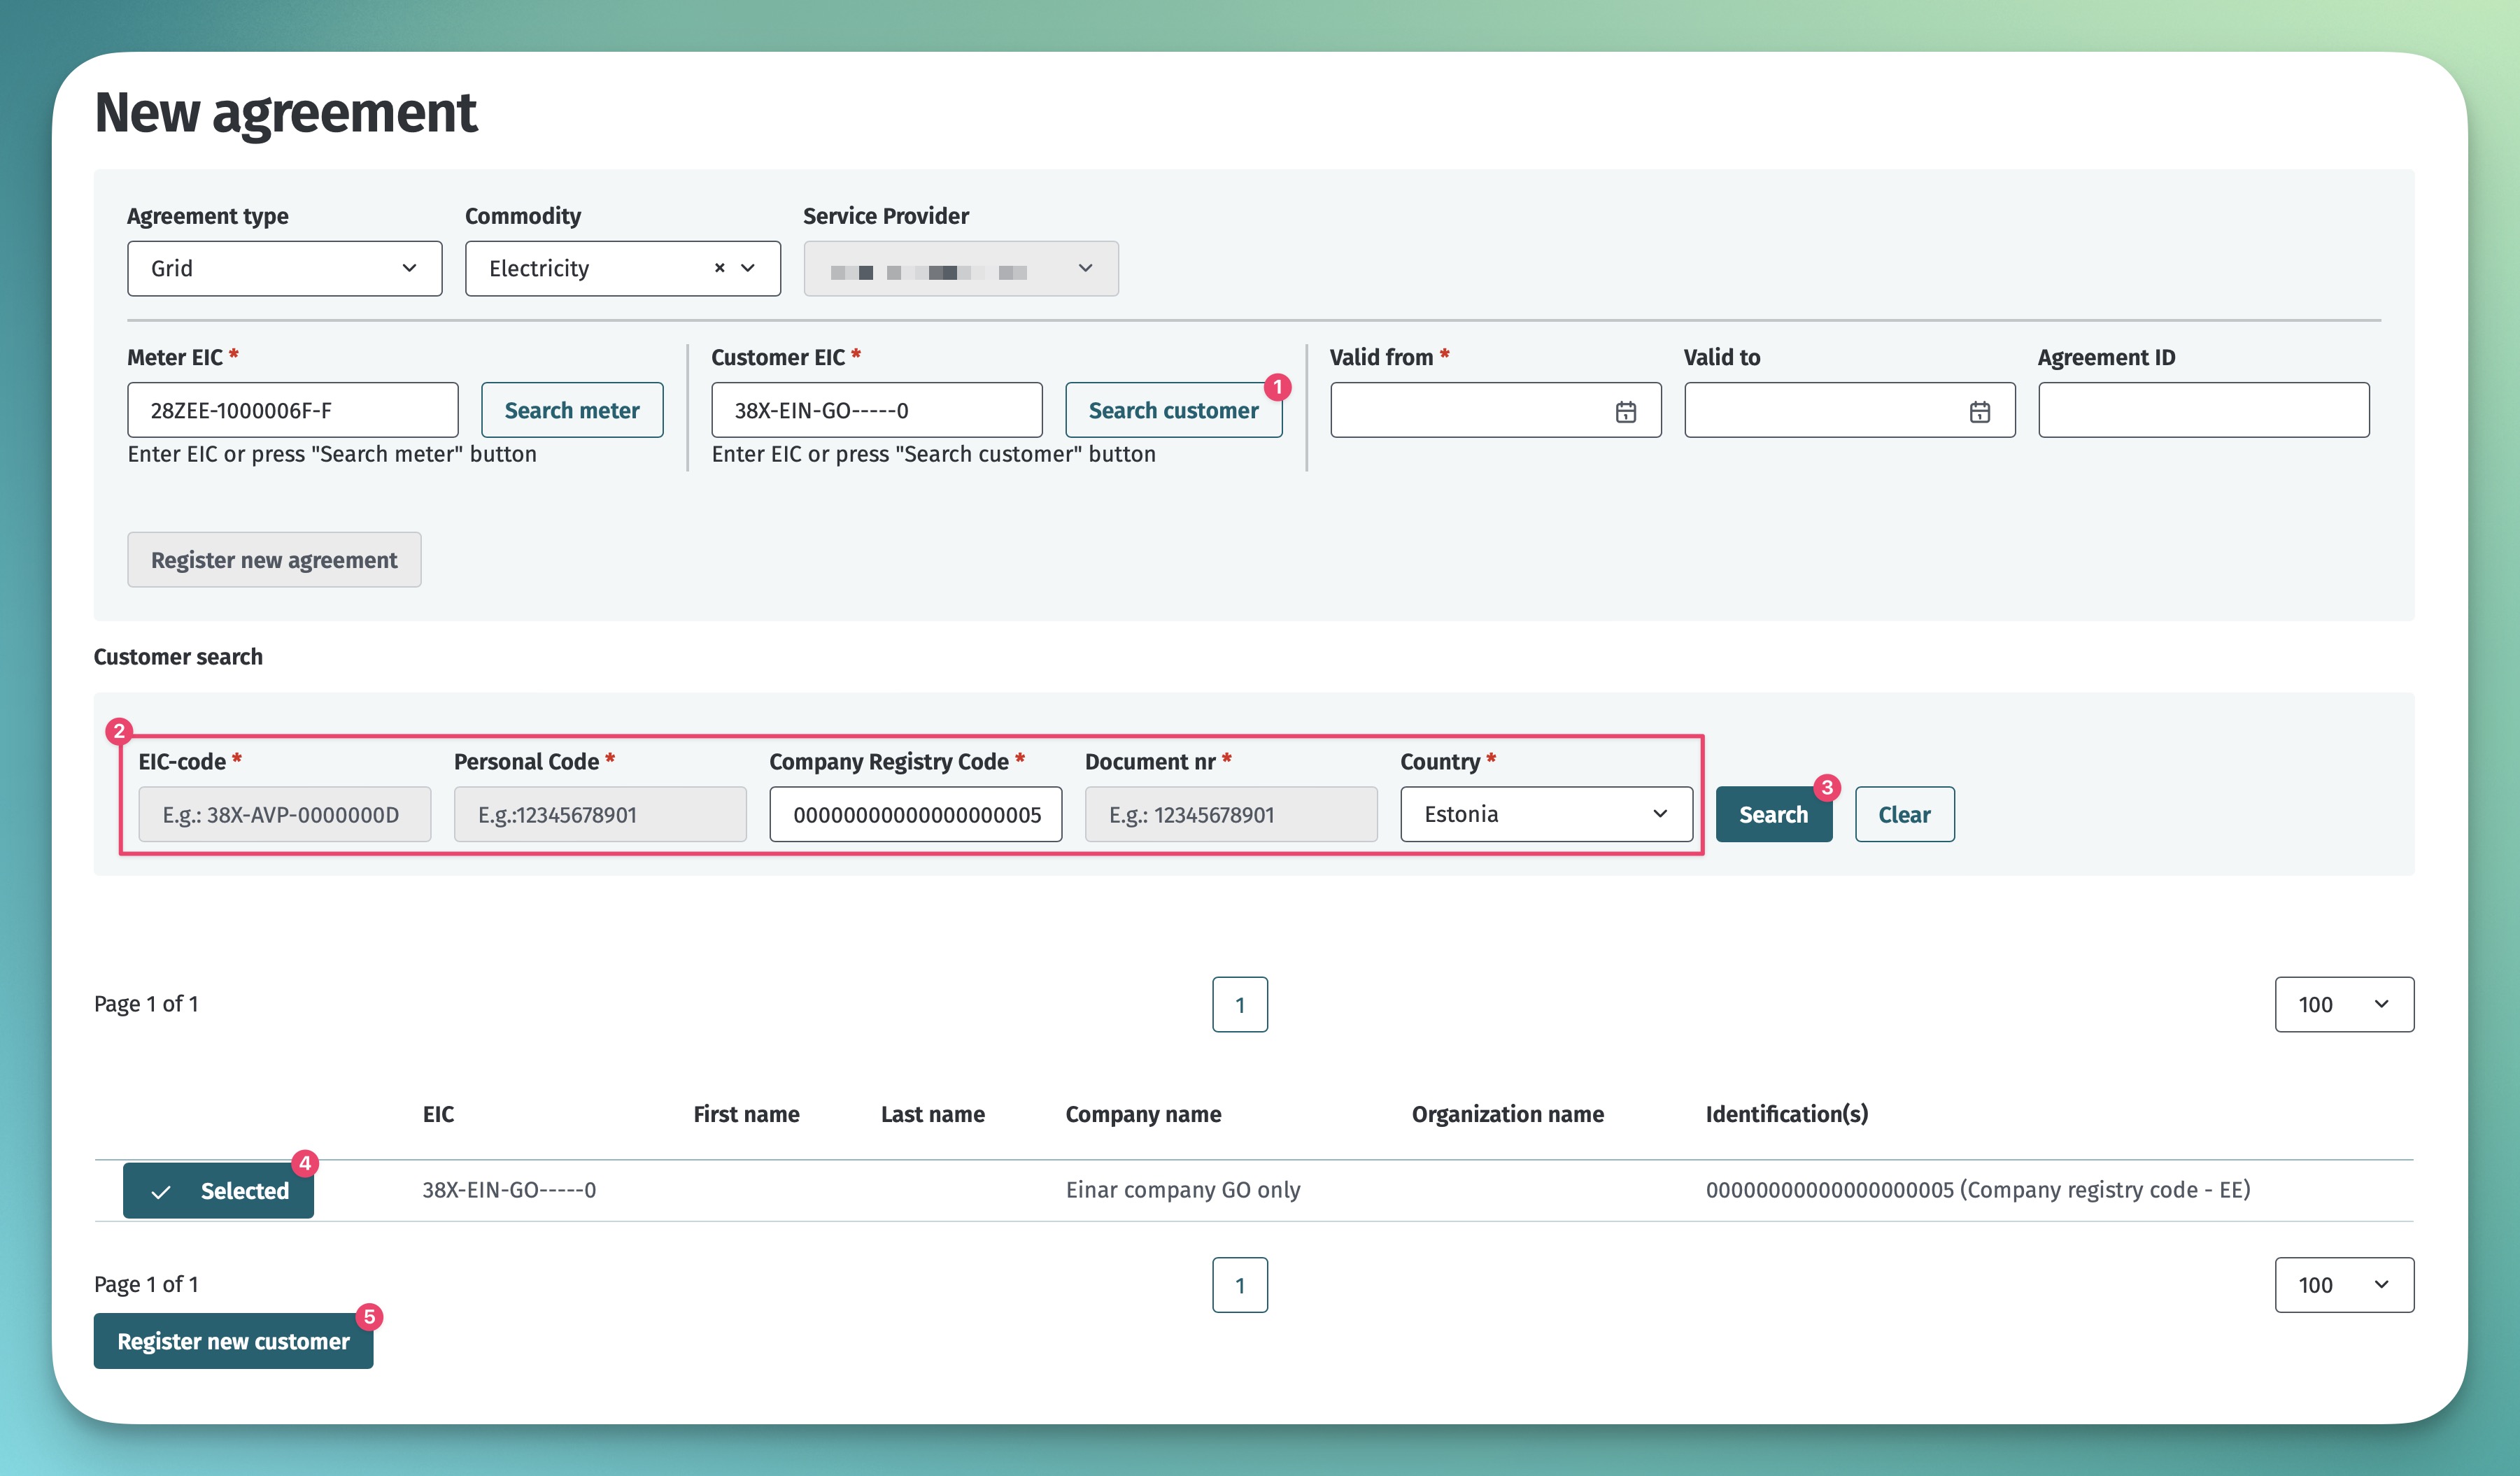 New agreement
Agreement type Commodity Service Provider
Grid Electricity ×
Meter EIC * Customer EIC * Valid from * Valid to Agreement ID
28ZEE-1000006F-F Search meter 38X-EIN-GO-----0 Search customer 1
Enter EIC or press "Search meter" button Enter EIC or press "Search customer" button
Register new agreement
Customer search
2
EIC-code * Personal Code * Company Registry Code * Document nr * Country *
E.g.: 38X-AVP-0000000D E.g.:12345678901 00000000000000000005 E.g.: 12345678901 Estonia Search 3 Clear
Page 1 of 1 1 100
EIC First name Last name Company name Organization name Identification(s)
Selected 4 38X-EIN-GO-----0 Einar company GO only 00000000000000000005 (Company registry code - EE)
Page 1 of 1 1 100
Register new customer 5